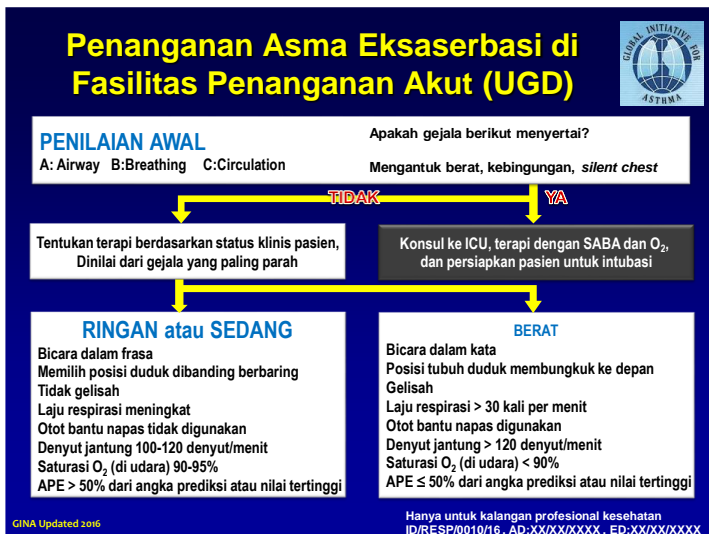 Penanganan Asma Eksaserbasi di
Fasilitas Penanganan Akut (UGD)
GLOBAL INITIATIVE FOR
ASTHMA
PENILAIAN AWAL
A: Airway B:Breathing C:Circulation
Apakah gejala berikut menyertai?
Mengantuk berat, kebingungan, silent chest
TIDAK
YA
Tentukan terapi berdasarkan status klinis pasien,
Dinilai dari gejala yang paling parah
Konsul ke ICU, terapi dengan SABA dan O2,
dan persiapkan pasien untuk intubasi
RINGAN atau SEDANG
Bicara dalam frasa
Memilih posisi duduk dibanding berbaring
Tidak gelisah
Laju respirasi meningkat
Otot bantu napas tidak digunakan
Denyut jantung 100-120 denyut/menit
Saturasi O2 (di udara) 90-95%
APE > 50% dari angka prediksi atau nilai tertinggi
BERAT
Bicara dalam kata
Posisi tubuh duduk membungkuk ke depan
Gelisah
Laju respirasi > 30 kali per menit
Otot bantu napas digunakan
Denyut jantung > 120 denyut/menit
Saturasi O2 (di udara) < 90%
APE ≤ 50% dari angka prediksi atau nilai tertinggi
GINA Updated 2016
Hanya untuk kalangan profesional kesehatan
ID/RESP/0010/16 , AD:XX/XX/XXXX , ED:XX/XX/XXXX